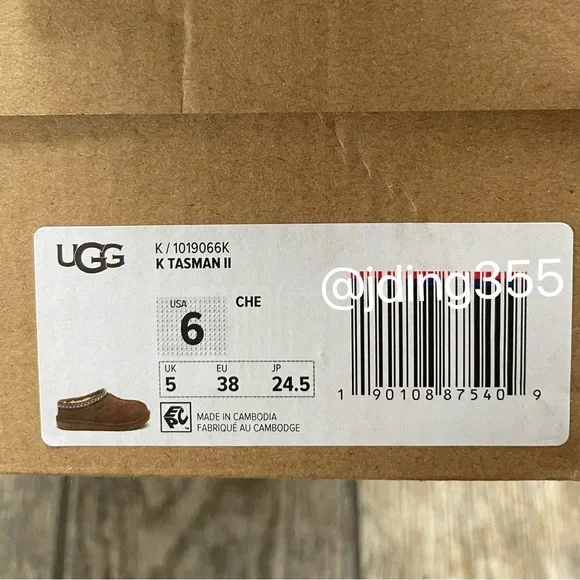 UGG
K / 1019066K
K TASMAN II
USA
6
CHE
UK EU JP
5 38 24.5
MADE IN CAMBODIA
FABRIQUÉ AU CAMBODGE
@jding355
1 90108 87540 9